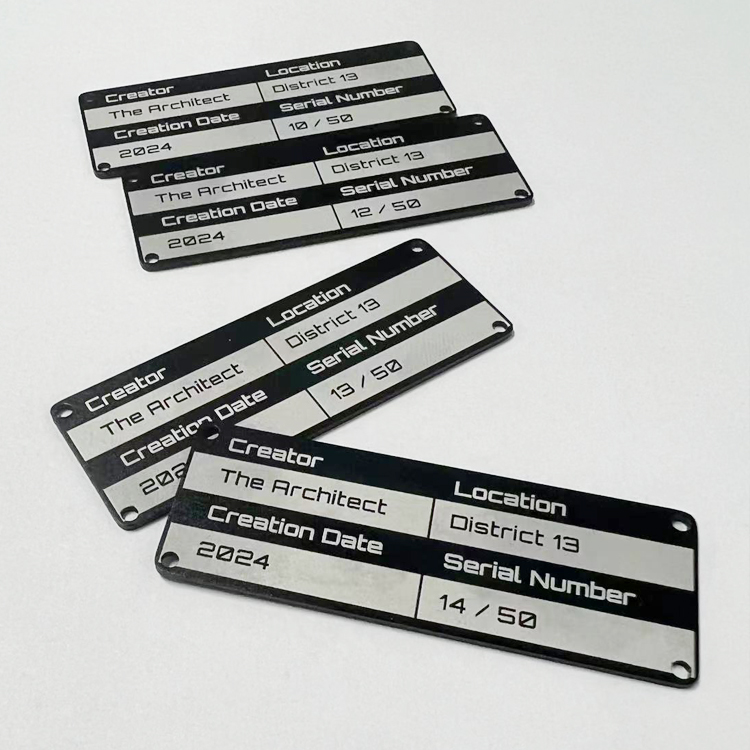 Creator Location
The Architect District 13
Creation Date Serial Number
2024 10 / 50
Creator Location
The Architect District 13
Creation Date Serial Number
2024 12 / 50
Creator Location
The Architect District 13
Creation Date Serial Number
202 13 / 50
Creator Location
The Architect District 13
Creation Date Serial Number
2024 14 / 50